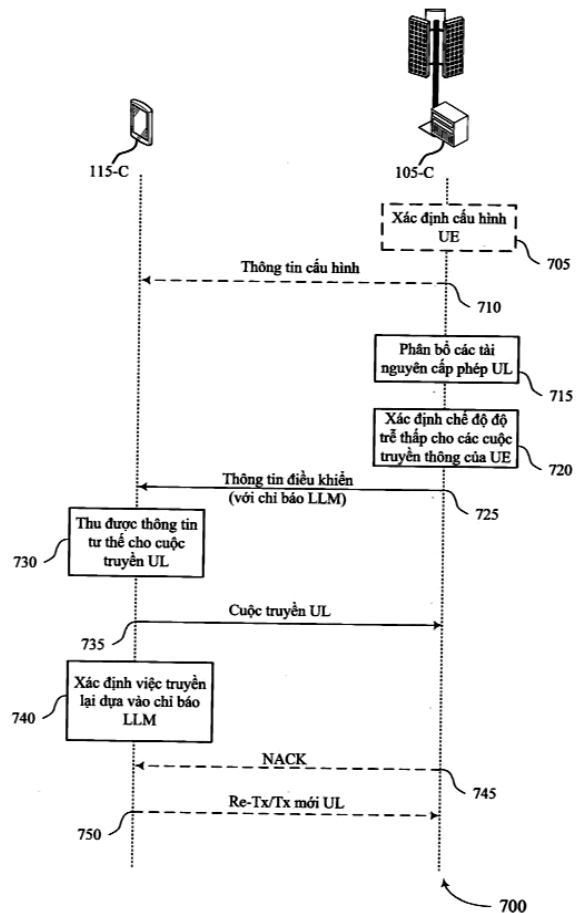 115-C
105-C
Xác định cấu hình
UE
705
Thông tin cấu hình
710
Phân bổ các tài
nguyên cấp phép UL
715
Xác định chế độ độ
trễ thấp cho các cuộc
truyền thông của UE
720
Thông tin điều khiển
(với chỉ báo LLM)
725
Thu được thông tin
tư thế cho cuộc
truyền UL
730
Cuộc truyền UL
735
Xác định việc truyền
lại dựa vào chỉ báo
LLM
740
NACK
745
Re-Tx/Tx mới UL
750
700